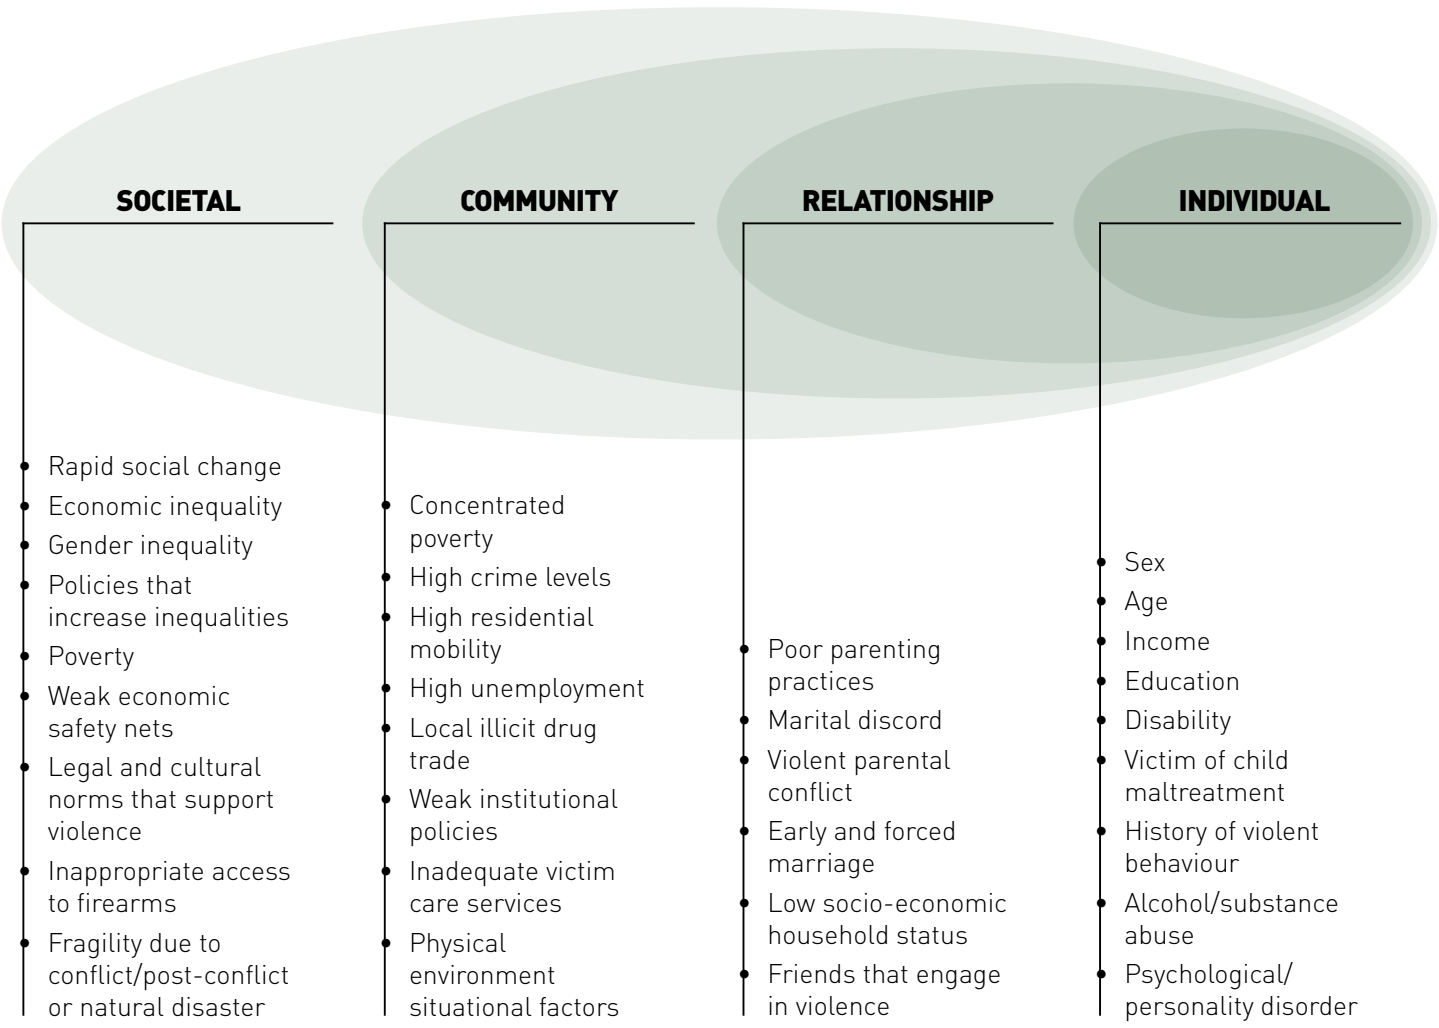 SOCIETAL
Rapid social change
Economic inequality
Gender inequality
Policies that
increase inequalities
Poverty
Weak economic
safety nets
Legal and cultural
norms that support
violence
Inappropriate access
to firearms
Fragility due to
conflict/post-conflict
or natural disaster
COMMUNITY
Concentrated
poverty
High crime levels
High residential
mobility
High unemployment
Local illicit drug
trade
Weak institutional
policies
Inadequate victim
care services
Physical
environment
situational factors
RELATIONSHIP
Poor parenting
practices
Marital discord
Violent parental
conflict
Early and forced
marriage
Low socio-economic
household status
Friends that engage
in violence
INDIVIDUAL
Sex
Age
Income
Education
Disability
Victim of child
maltreatment
History of violent
behaviour
Alcohol/substance
abuse
Psychological/
personality disorder